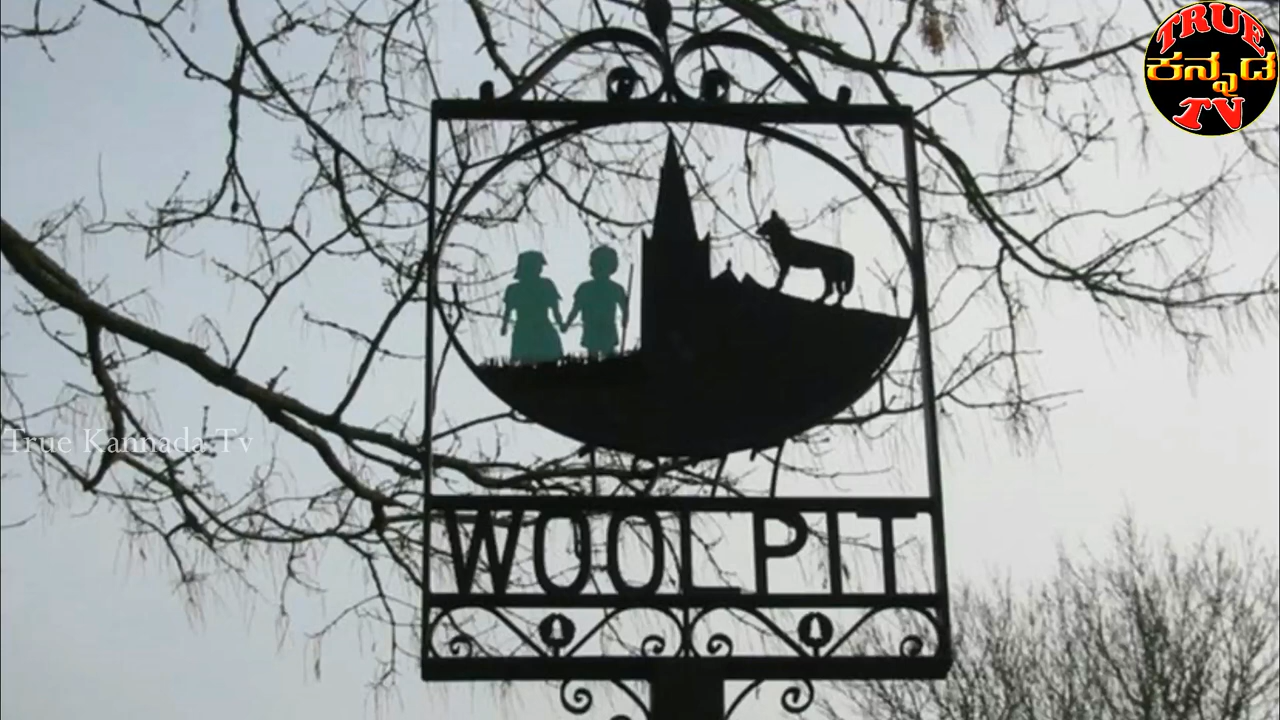 TRUE
ಕನ್ನಡ
TV
True Kannada Tv
WOOLPIT